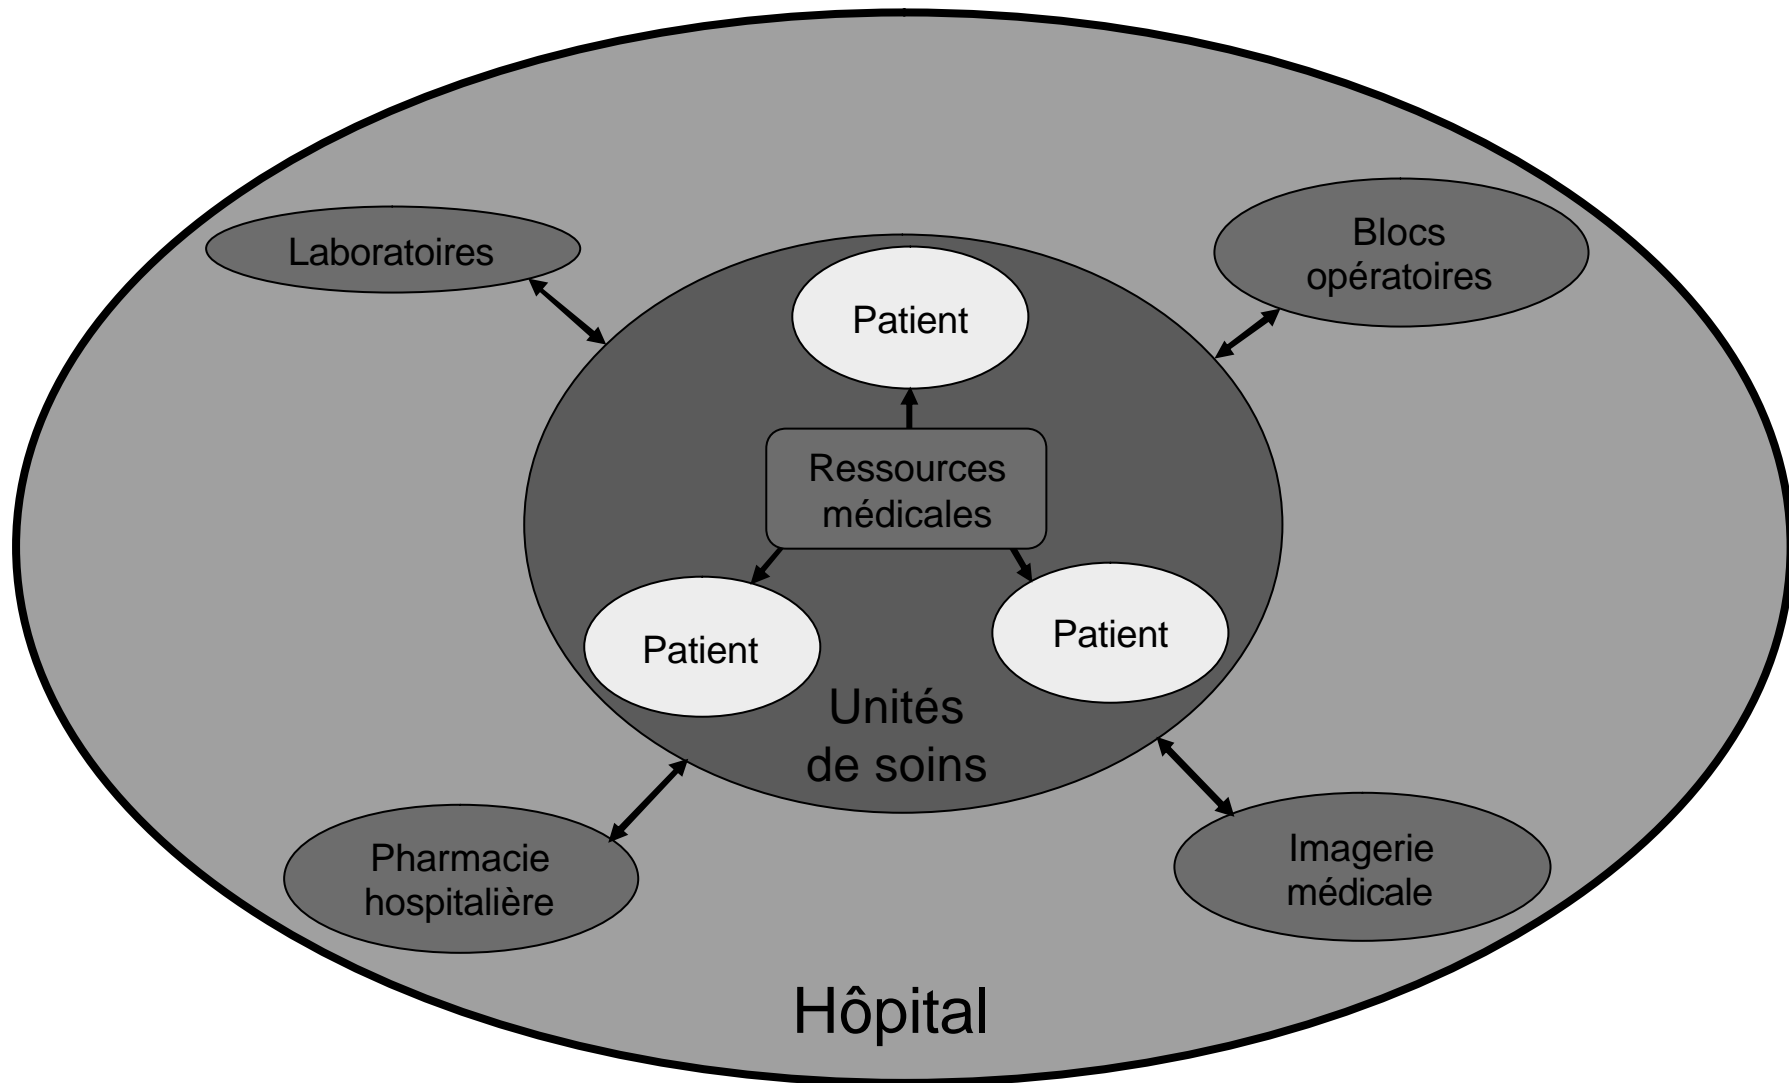 Laboratoires
Blocs
opératoires
Patient
Ressources
médicales
Patient
Patient
Unités
de soins
Pharmacie
hospitalière
Imagerie
médicale
Hôpital